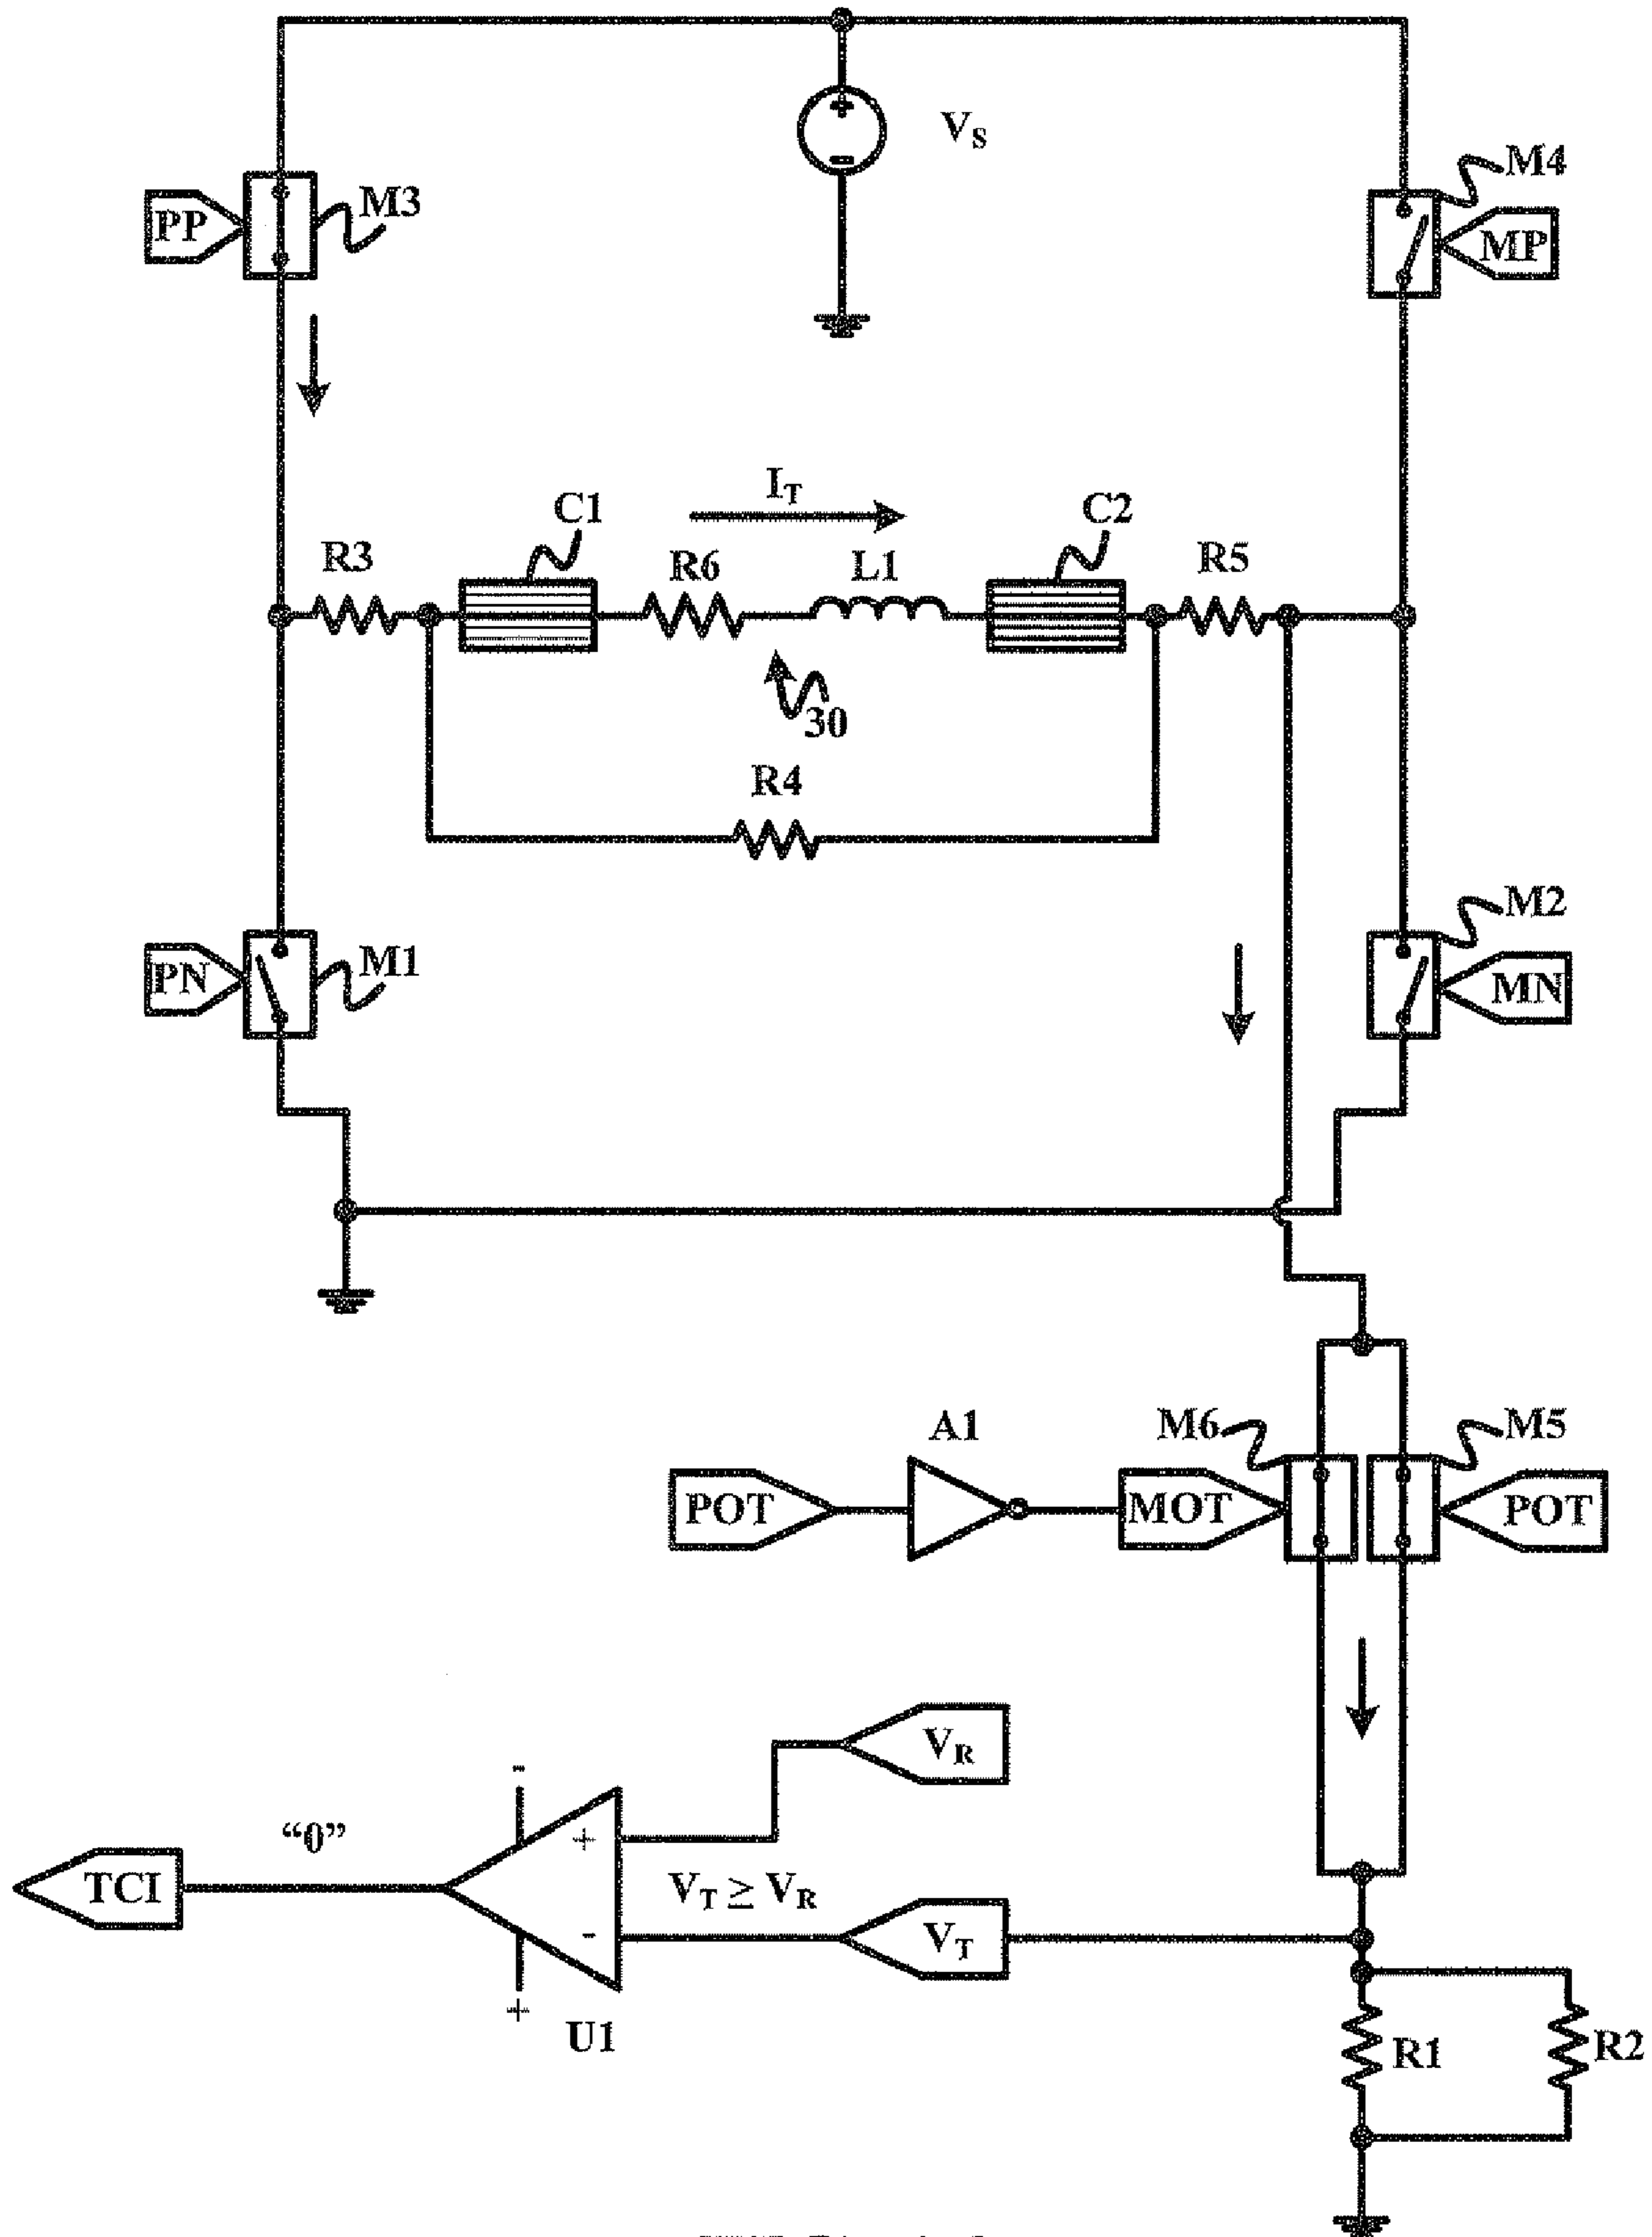 +
-
V_S
PP
M3
M4
MP
I_T
C1
C2
R3
R6
L1
R5
30
R4
M2
PN
M1
MN
A1
M6
M5
POT
MOT
POT
V_R
-
"0"
+
TCI
V_T ≥ V_R
-
V_T
+
U1
R1
R2